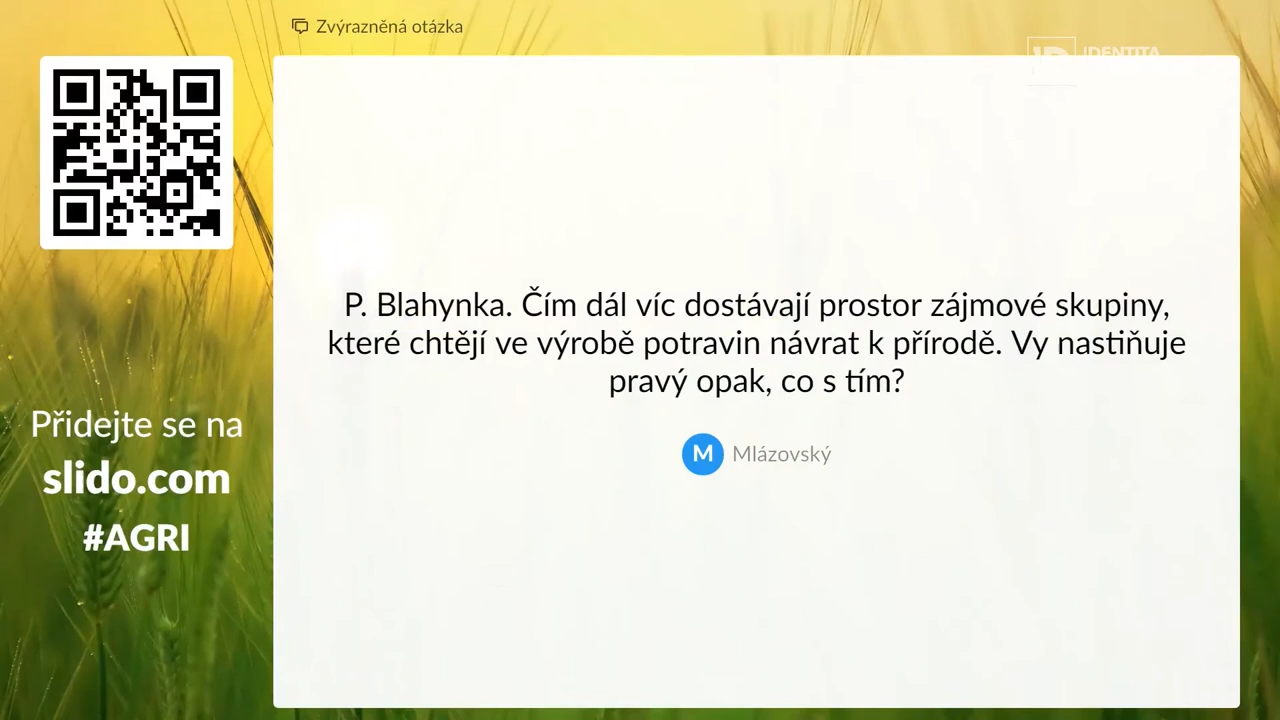 Zvýrazněná otázka
IDENTITA
P. Blahynka. Čím dál víc dostávají prostor zájmové skupiny,
které chtějí ve výrobě potravin návrat k přírodě. Vy nastiňuje
pravý opak, co s tím?
M Mlázovský
Přidejte se na
slido.com
#AGRI